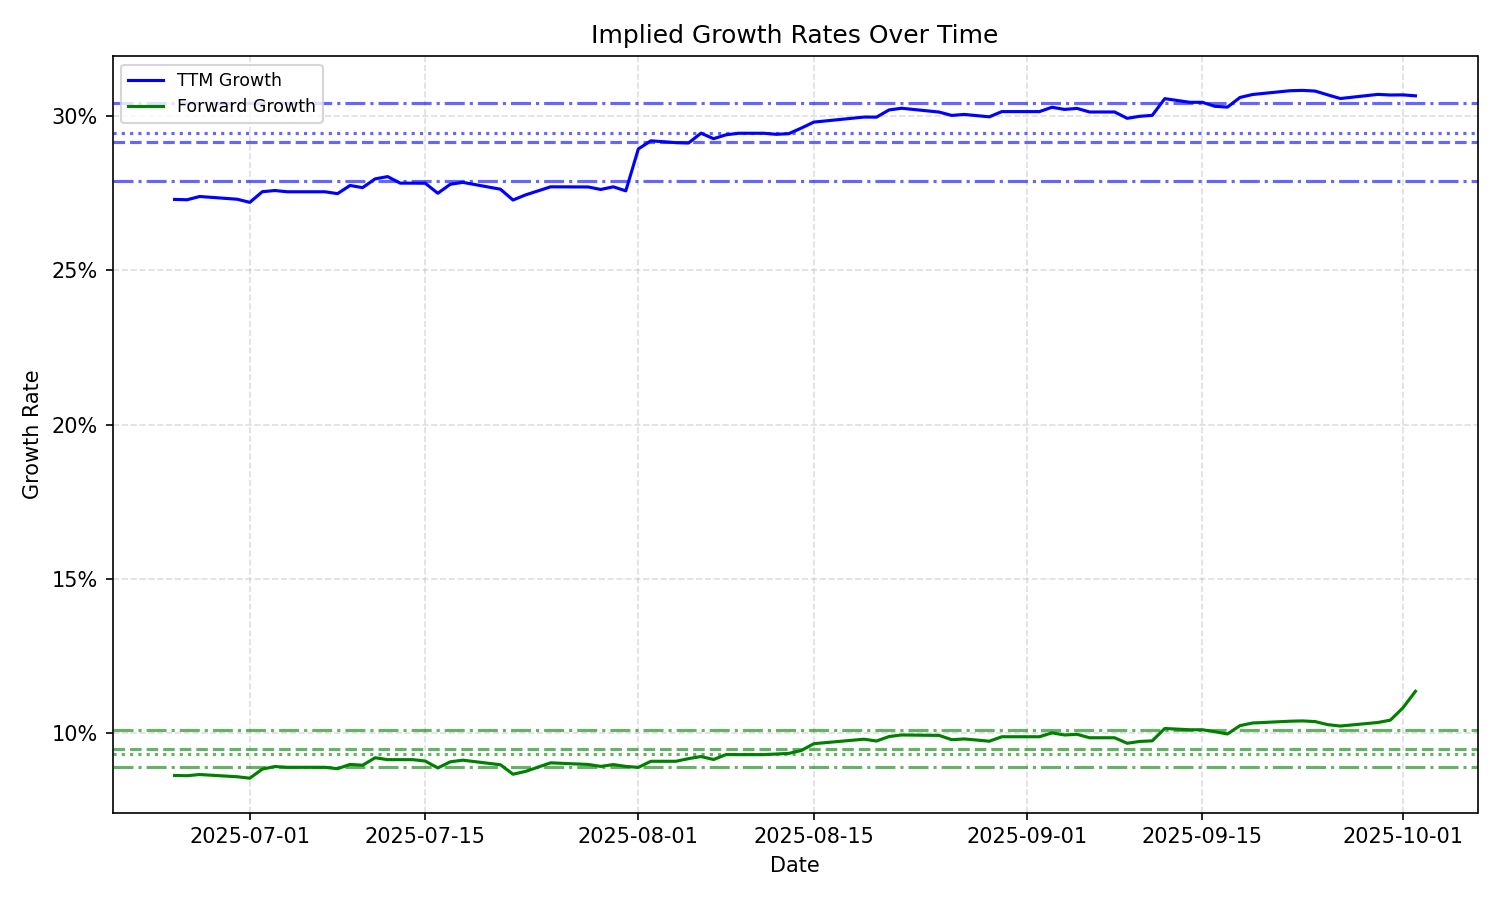 Implied Growth Rates Over Time
TTM Growth
Forward Growth
30%
25%
20%
15%
10%
Growth Rate
2025-07-01 2025-07-15 2025-08-01 2025-08-15 2025-09-01 2025-09-15 2025-10-01
Date